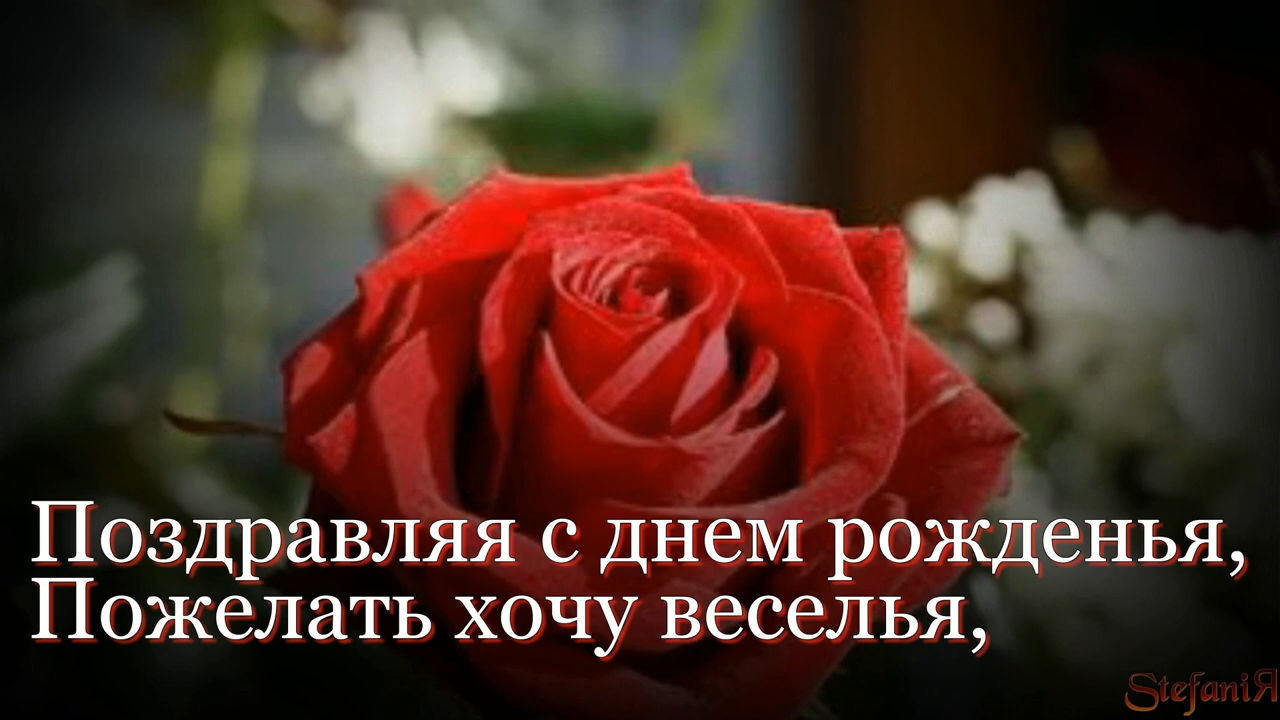 Поздравляя с днем рожденья,
Пожелать хочу веселья,
StefaniЯ